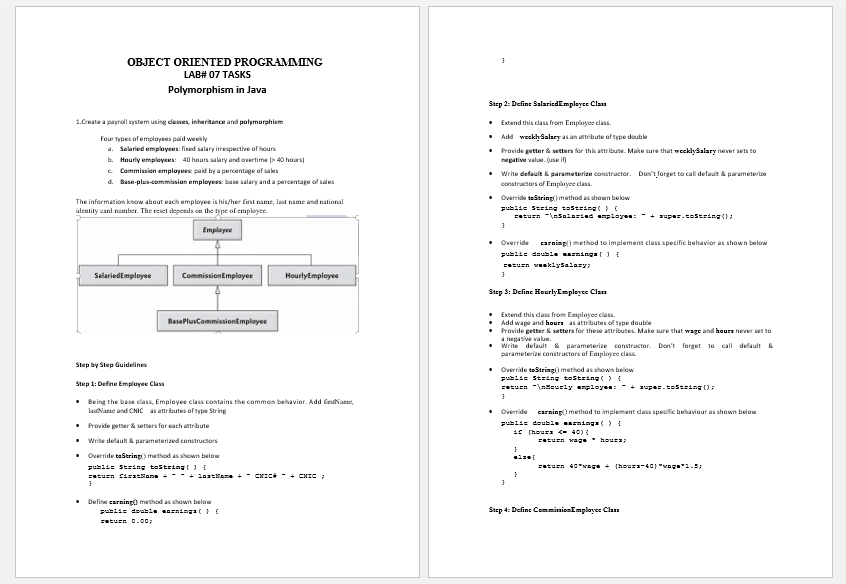 OBJECT ORIENTED PROGRAMMING
LAB# 07 TASKS
Polymorphism in Java
1.Create a payroll system using classes, inheritance and polymorphism
Four types of employees paid weekly
a. Salaried employees: fixed salary irrespective of hours
b. Hourly employees: 40 hours salary and overtime (> 40 hours)
c. Commission employees: paid by a percentage of sales
d. Base-plus-commission employees: base salary and a percentage of sales
The information know about each employee is his/her first name, last name and national
identity card number. The reset depends on the type of employee.
Employee
SalariedEmployee CommissionEmployee HourlyEmployee
BasePlusCommissionEmployee
Step by Step Guidelines
Step 1: Define Employee Class
• Being the base class, Employee class contains the common behavior. Add firstName,
lastName and CNIC as attributes of type String
• Provide getter & setters for each attribute
• Write default & parameterized constructors
• Override toString() method as shown below
public String toString( ) {
return firstName + " " + lastName + " CNIC# " + CNIC ;
}
• Define earning() method as shown below
public double earnings( ) {
return 0.00;
}
Step 2: Define SalariedEmployee Class
• Extend this class from Employee class.
• Add weeklySalary as an attribute of type double
• Provide getter & setters for this attribute. Make sure that weeklySalary never sets to
negative value. (use if)
• Write default & parameterize constructor. Don't forget to call default & parameterize
constructors of Employee class.
• Override toString() method as shown below
public String toString( ) {
return "\nSalaried employee: " + super.toString();
}
• Override earning() method to implement class specific behavior as shown below
public double earnings( ) {
return weeklySalary;
}
Step 3: Define HourlyEmployee Class
• Extend this class from Employee class.
• Add wage and hours as attributes of type double
• Provide getter & setters for these attributes. Make sure that wage and hours never set to
a negative value.
• Write default & parameterize constructor. Don't forget to call default &
parameterize constructors of Employee class.
• Override toString() method as shown below
public String toString( ) {
return "\nHourly employee: " + super.toString();
}
• Override earning() method to implement class specific behaviour as shown below
public double earnings( ) {
if (hours <= 40){
return wage * hours;
}
else{
return 40*wage + (hours-40)*wage*1.5;
}
}
Step 4: Define CommissionEmployee Class